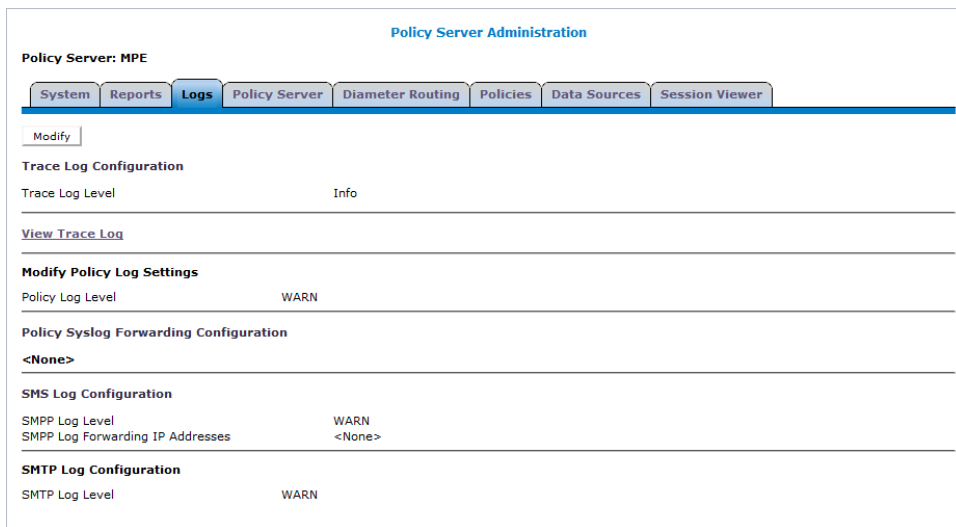 Policy Server Administration
Policy Server: MPE
System Reports Logs Policy Server Diameter Routing Policies Data Sources Session Viewer
Modify
Trace Log Configuration
Trace Log Level Info
View Trace Log
Modify Policy Log Settings
Policy Log Level WARN
Policy Syslog Forwarding Configuration
<None>
SMS Log Configuration
SMPP Log Level WARN
SMPP Log Forwarding IP Addresses <None>
SMTP Log Configuration
SMTP Log Level WARN